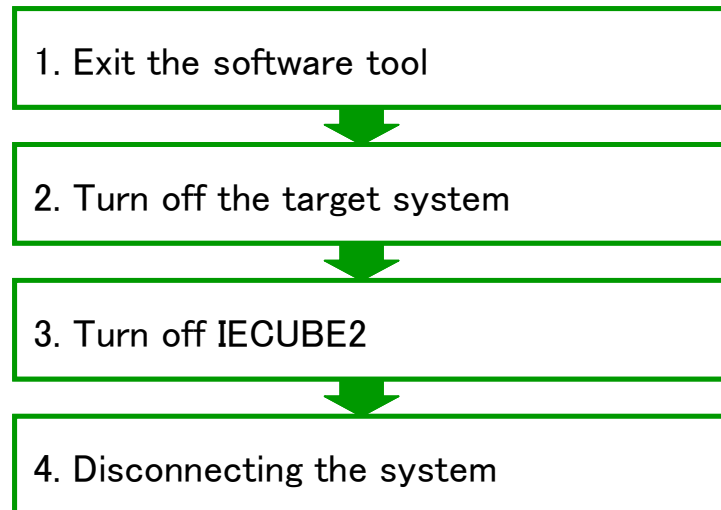 1. Exit the software tool
2. Turn off the target system
3. Turn off IECUBE2
4. Disconnecting the system